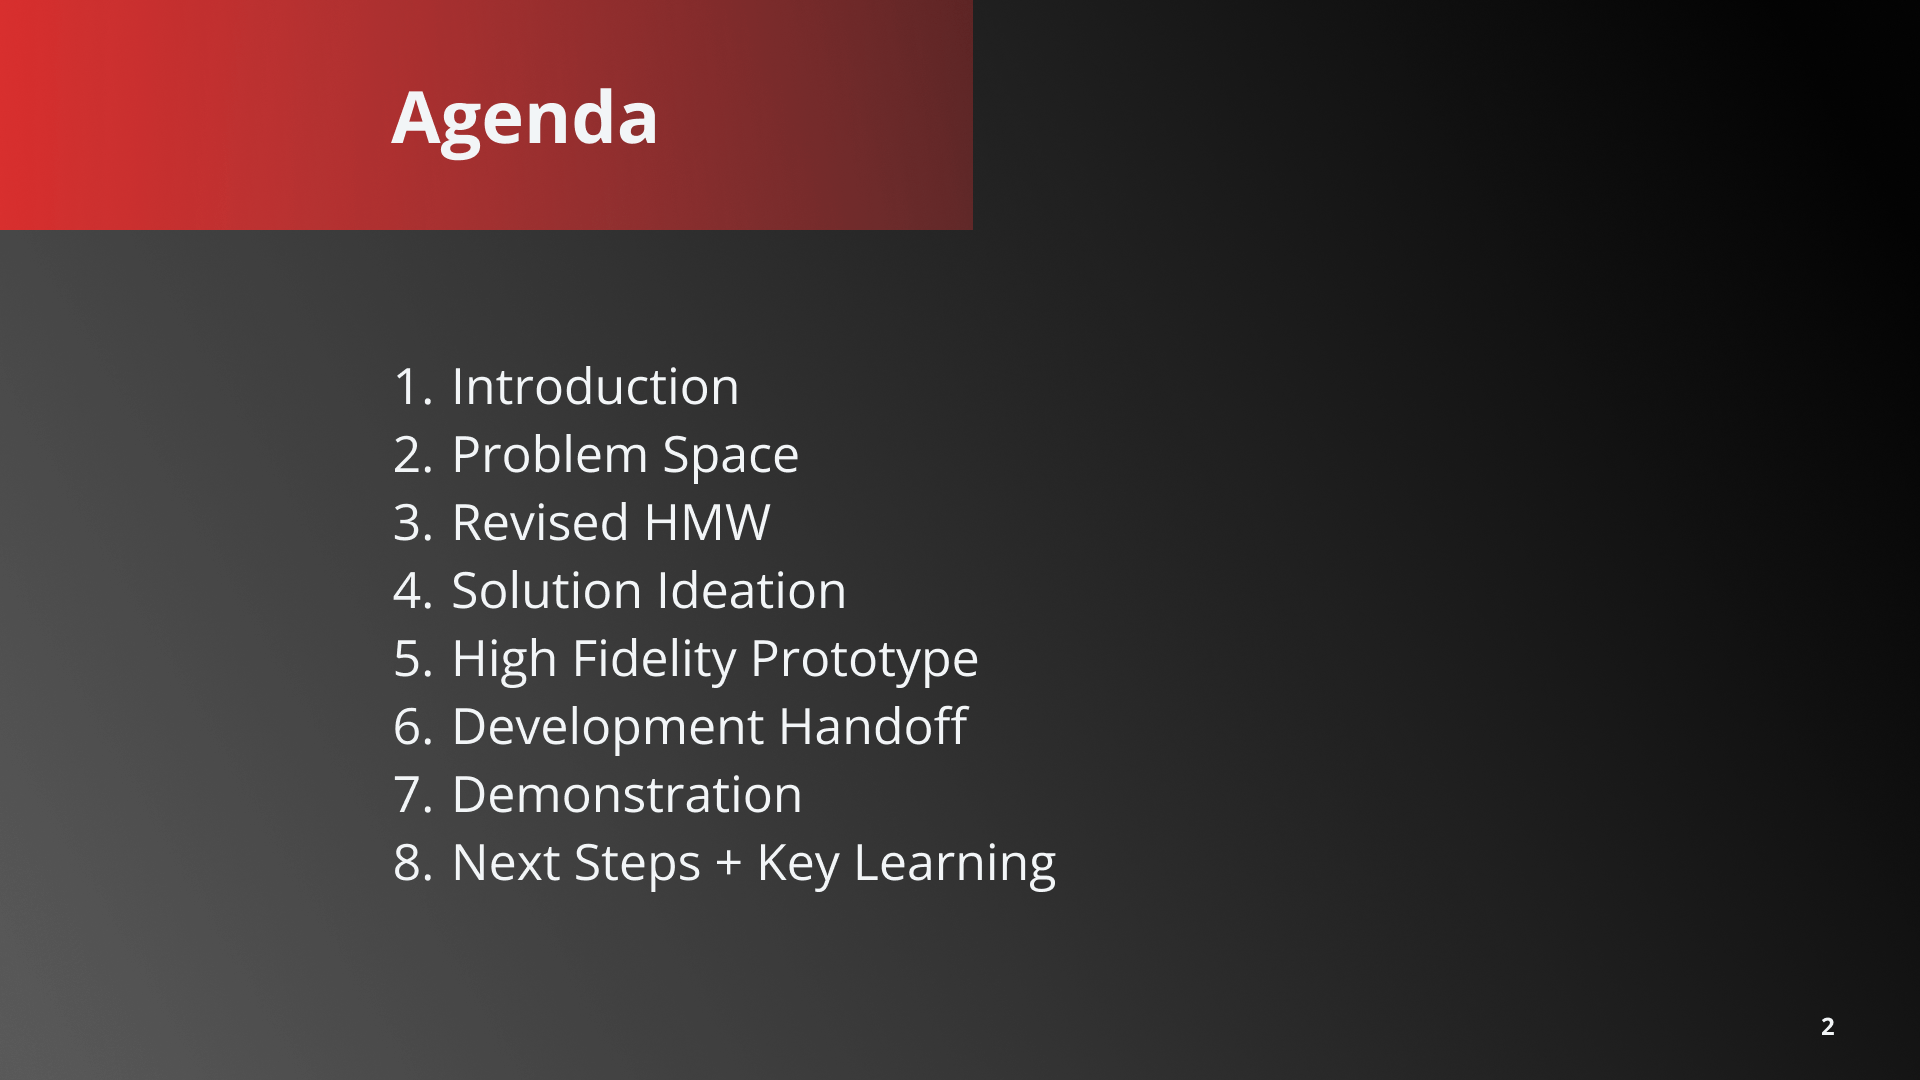 Agenda
1. Introduction
2. Problem Space
3. Revised HMW
4. Solution Ideation
5. High Fidelity Prototype
6. Development Handoff
7. Demonstration
8. Next Steps + Key Learning
2